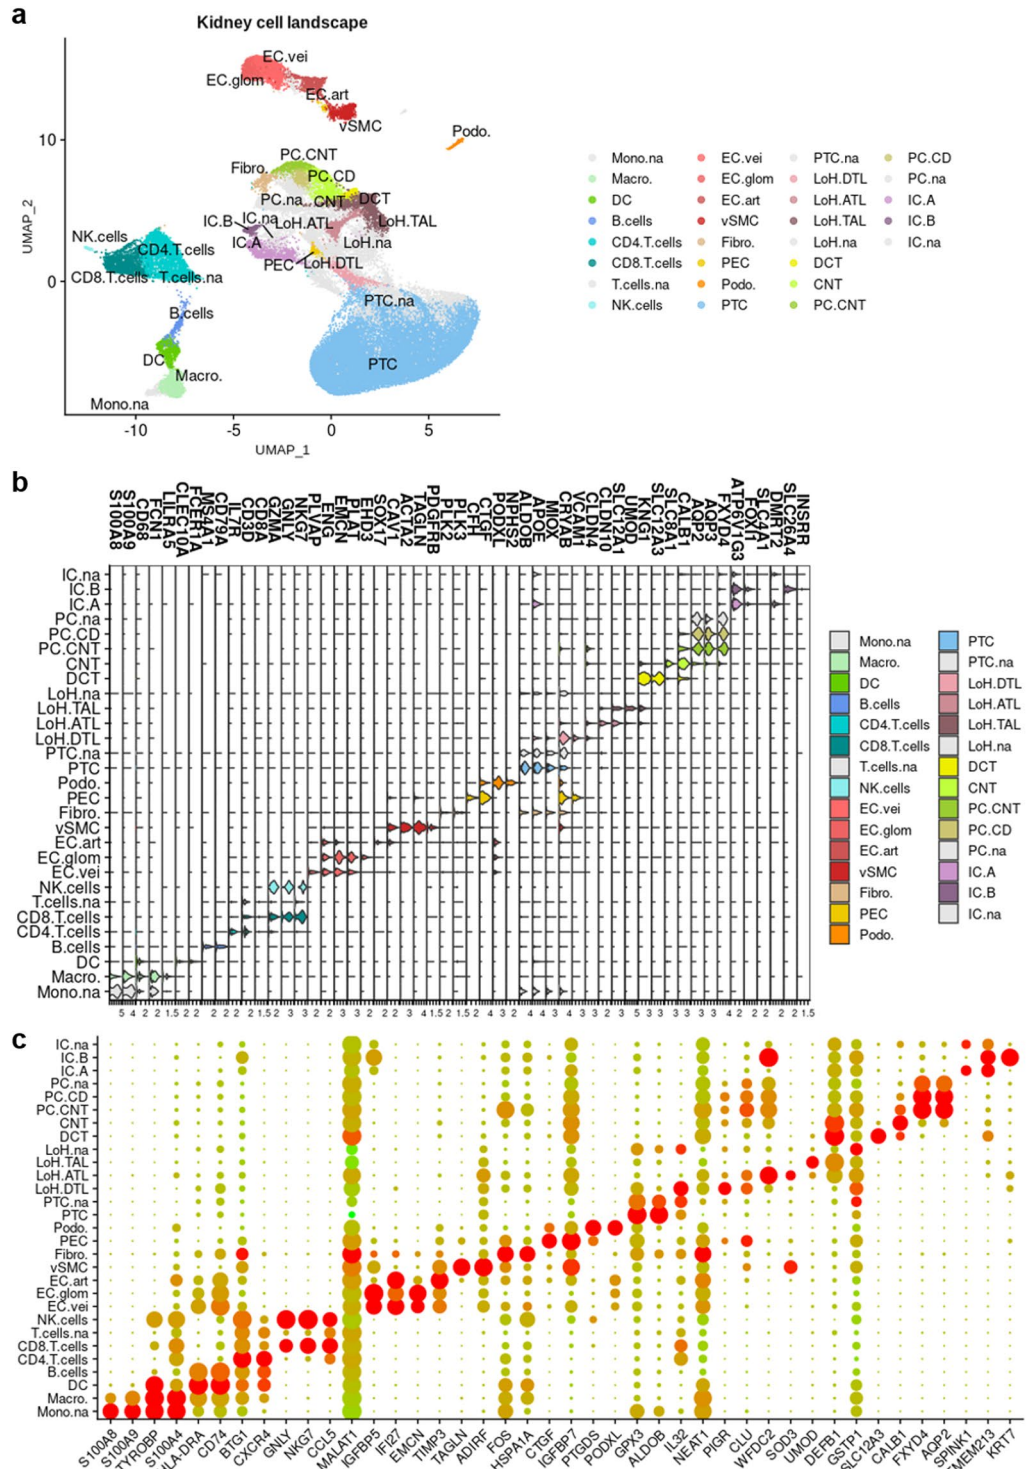 a
Kidney cell landscape
EC.vei
EC.glom
EC.art
vSMC
Podo.
PC.CNT
Fibro.
PC.CD
PC.na
CNT
DCT
IC.B
IC.na
LoH.ATL
LoH.TAL
NK.cells
CD4.T.cells
IC.A
LoH.na
PEC
LoH.DTL
CD8.T.cells
T.cells.na
PTC.na
B.cells
DC
Macro.
PTC
Mono.na
10
0
UMAP_2
-10
-5
0
5
UMAP_1
Mono.na EC.vei PTC.na PC.CD
Macro. EC.glom LoH.DTL PC.na
DC EC.art LoH.ATL IC.A
B.cells vSMC LoH.TAL IC.B
CD4.T.cells Fibro. LoH.na IC.na
CD8.T.cells PEC DCT
T.cells.na Podo. CNT
NK.cells PTC PC.CNT
b
S100A8 S100A9 CD68 FCN1 LILRA5 CLEC10A FCER1A MS4A1 CD79A IL7R CD3D CD8A GZMA GNLY NKG7 PLVAP ENG EMCN PLAT EHD3 SOX17 CAV1 ACTA2 TAGLN PDGFRB PLK2 PLK3 CFH CTGF PODXL NPHS2 ALDOB APOE MIOX CRYAB VCAM1 CLDN4 CLDN10 SLC12A1 UMOD KNG1 SLC12A3 SLC8A1 CALB1 AQP2 AQP3 FXYD4 ATP6V1G3 FOXI1 SLC4A1 DMRT2 SLC26A4 INSRR
IC.na
IC.B
IC.A
PC.na
PC.CD
PC.CNT
CNT
DCT
LoH.na
LoH.TAL
LoH.ATL
LoH.DTL
PTC.na
PTC
Podo.
PEC
Fibro.
vSMC
EC.art
EC.glom
EC.vei
NK.cells
T.cells.na
CD8.T.cells
CD4.T.cells
B.cells
DC
Macro.
Mono.na
Mono.na PTC
Macro. PTC.na
DC LoH.DTL
B.cells LoH.ATL
CD4.T.cells LoH.TAL
CD8.T.cells LoH.na
T.cells.na DCT
NK.cells CNT
EC.vei PC.CNT
EC.glom PC.CD
EC.art PC.na
vSMC IC.A
Fibro. IC.B
PEC IC.na
Podo.
c
IC.na
IC.B
IC.A
PC.na
PC.CD
PC.CNT
CNT
DCT
LoH.na
LoH.TAL
LoH.ATL
LoH.DTL
PTC.na
PTC
Podo.
PEC
Fibro.
vSMC
EC.art
EC.glom
EC.vei
NK.cells
T.cells.na
CD8.T.cells
CD4.T.cells
B.cells
DC
Macro.
Mono.na
S100A8 S100A9 TYROBP S100A4 HLA-DRA CD74 BTG1 CXCR4 GNLY NKG7 CCL5 MALAT1 IGFBP5 IFI27 EMCN TIMP3 TAGLN ADIRF FOS HSPA1A CTGF IGFBP7 PTGDS PODXL GPX3 ALDOB IL32 NEAT1 PIGR CLU WFDC2 SOD3 UMOD DEFB1 GSTP1 SLC12A3 CALB1 FXYD4 AQP2 SPINK1 TMEM213 KRT7